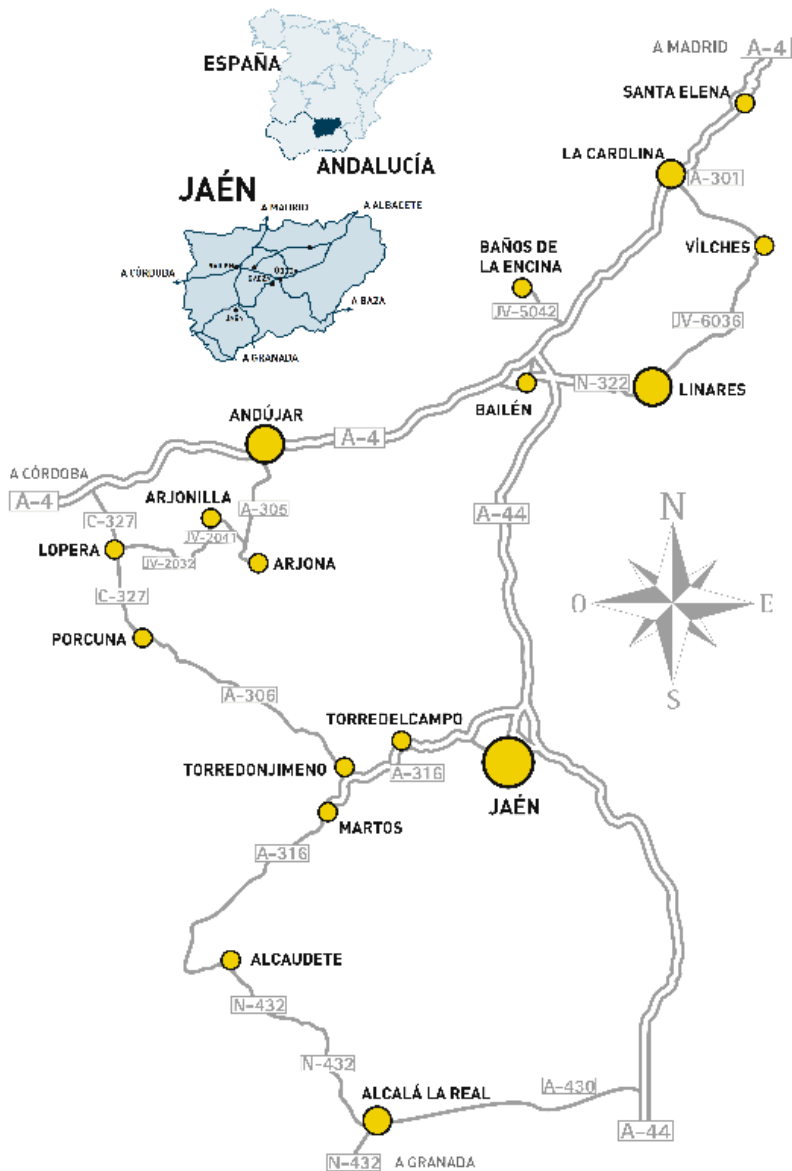 A MADRID
A-4
ESPAÑA
SANTA ELENA
LA CAROLINA
ANDALUCÍA
A-301
JAÉN
A MADRID
A ALBACETE
BAÑOS DE
LA ENCINA
VÍLCHES
A CÓRDOBA
BAEZA
JAÉN
A BAZA
A GRANADA
JV-5042
JV-6036
N-322
BAILÉN
LINARES
ANDÚJAR
A-4
A CÓRDOBA
A-4
ARJONILLA
A-305
A-44
C-327
N
LOPERA
JV-2041
JV-2032
ARJONA
C-327
O
E
PORCUNA
S
A-306
TORREDELCAMPO
TORREDONJIMENO
A-316
JAÉN
MARTOS
A-316
ALCAUDETE
N-432
N-432
ALCALÁ LA REAL
A-430
A-44
N-432
A GRANADA